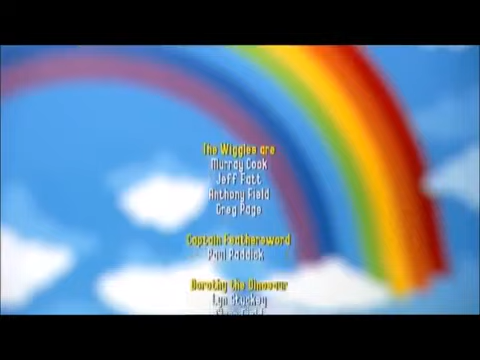 The Wiggles are
Murray Cook
Jeff Fatt
Anthony Field
Greg Page
Captain Feathersword
Paul Paddick
Dorothy the Dinosaur
Lyn Stuckey